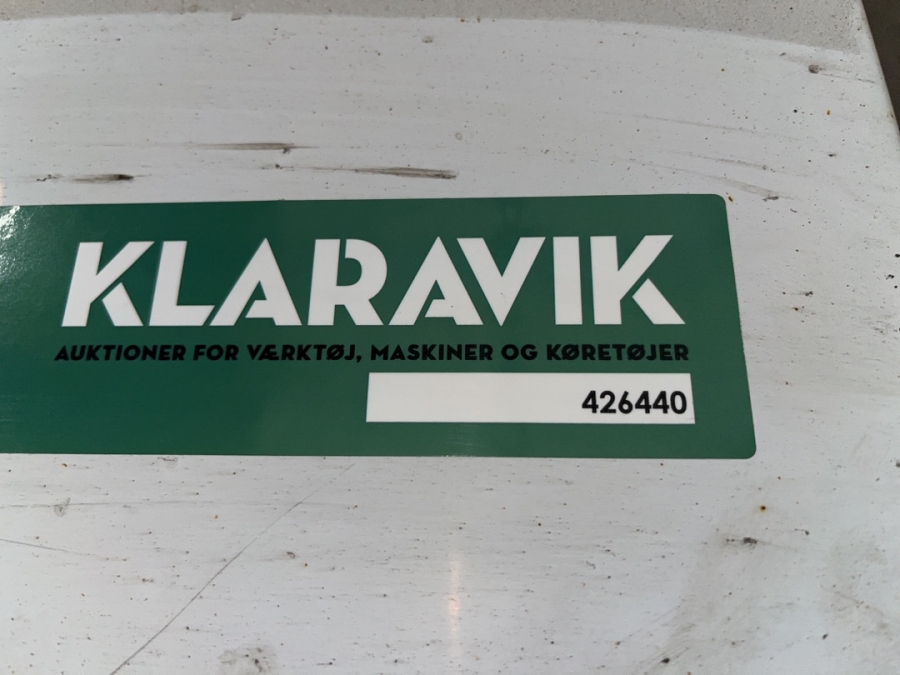 KLARAVIK
AUKTIONER FOR VÆRKTØJ, MASKINER OG KØRETØJER
426440